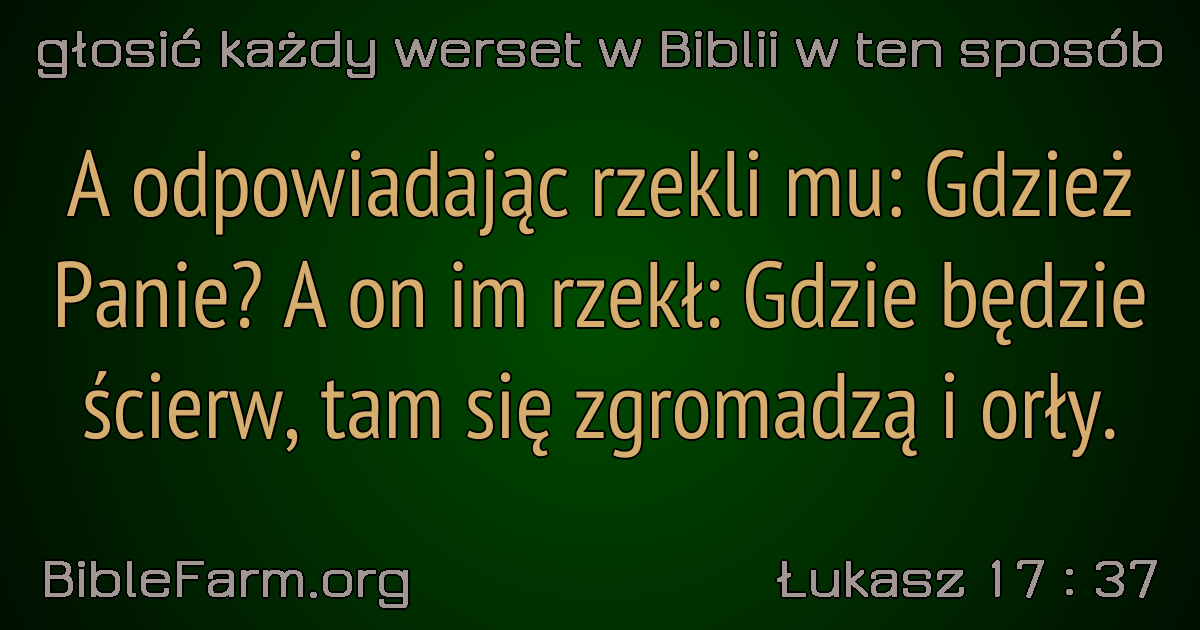 głosić każdy werset w Biblii w ten sposób
A odpowiadając rzekli mu: Gdzież
Panie? A on im rzekł: Gdzie będzie
ścierw, tam się zgromadzą i orły.
BibleFarm.org
Łukasz 17 : 37